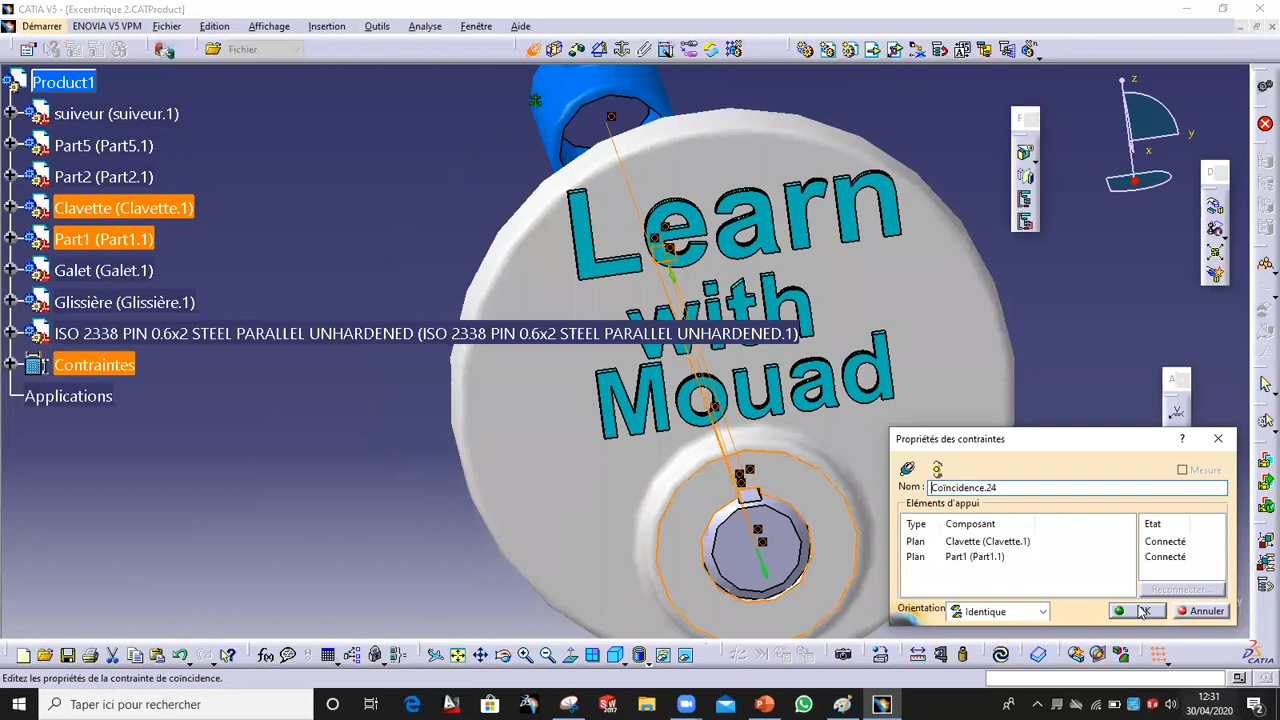 CATIA V5 - [Excentrrique 2.CATProduct]
Démarrer ENOVIA V5 VPM Fichier Edition Affichage Insertion Outils Analyse Fenêtre Aide
Fichier
Product1
suiveur (suiveur.1)
Part5 (Part5.1)
Part2 (Part2.1)
Clavette (Clavette.1)
Part1 (Part1.1)
Galet (Galet.1)
Glissière (Glissière.1)
ISO 2338 PIN 0.6x2 STEEL PARALLEL UNHARDENED (ISO 2338 PIN 0.6x2 STEEL PARALLEL UNHARDENED.1)
Contraintes
Applications
Learn
with
Mouad
z
y
x
F
D
A
Propriétés des contraintes
Mesure
Nom : Coïncidence.24
Eléments d'appui
Type Composant Etat
Plan Clavette (Clavette.1) Connecté
Plan Part1 (Part1.1) Connecté
Reconnecter...
Orientation Identique
OK Annuler
Editez les propriétés de la contrainte de coincidence.
CATIA
Taper ici pour rechercher
12:31
30/04/2020